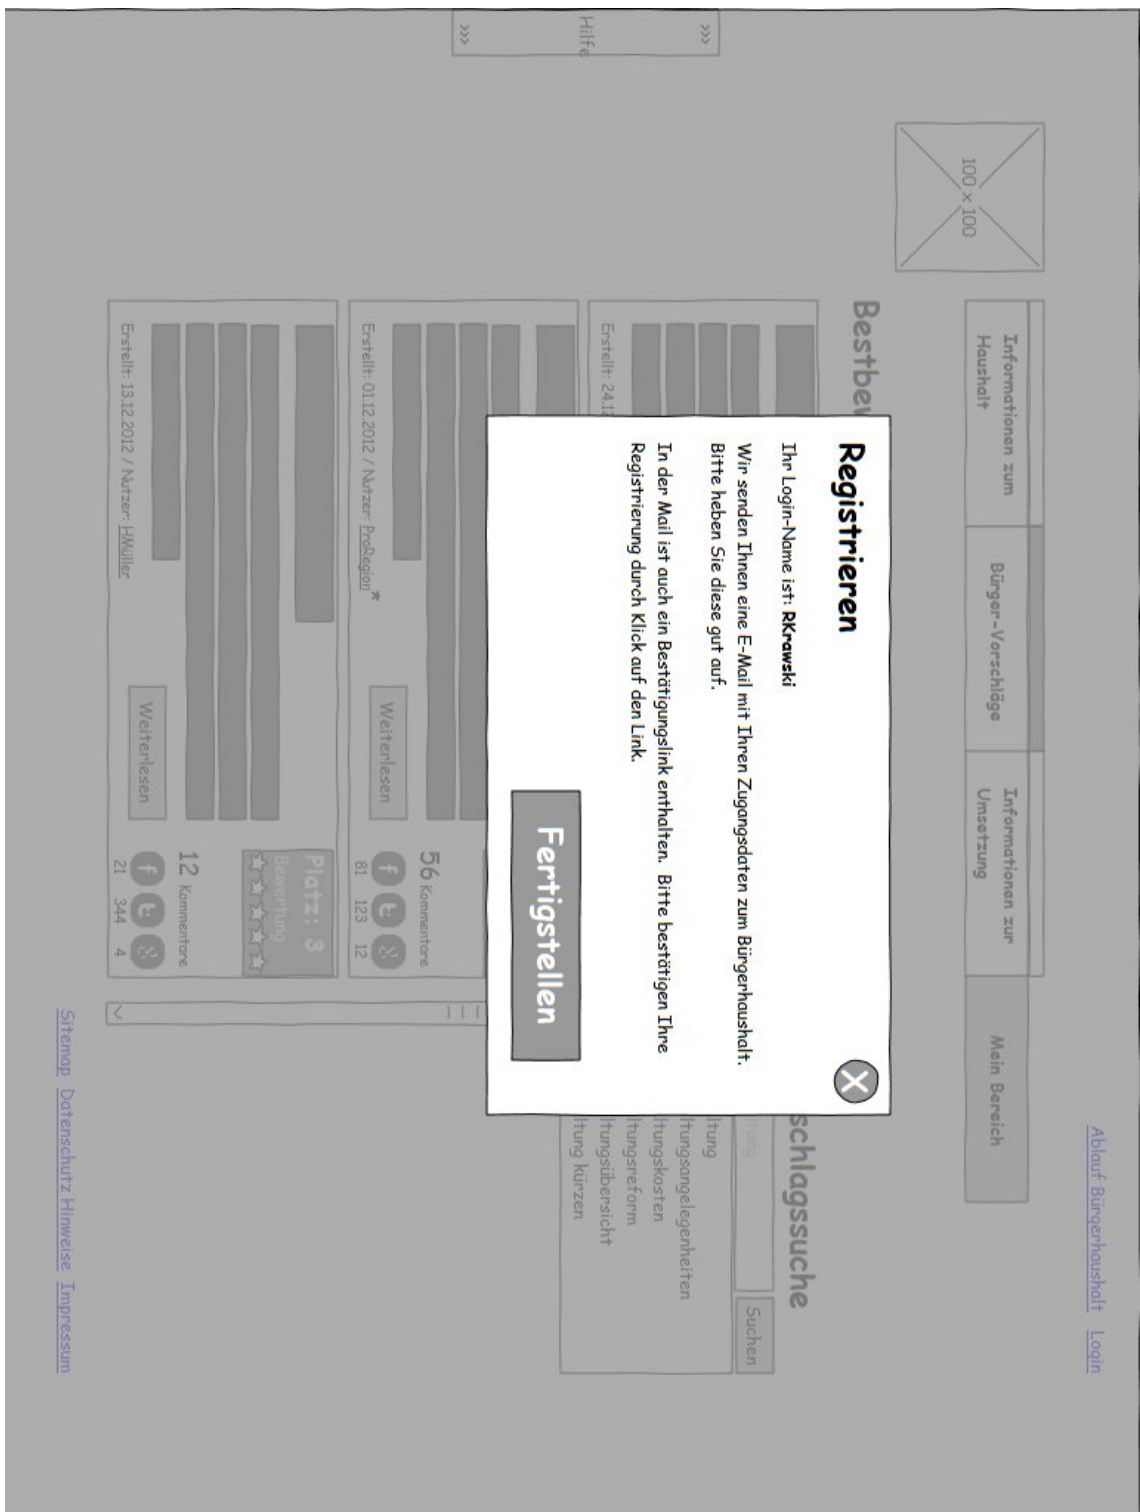 Ablauf Bürgerhaushalt Login
100 x 100
Informationen zum
Haushalt
Bürger-Vorschläge
Informationen zur
Umsetzung
Mein Bereich
Hilfe
>>>
>>>
Registrieren
X
Ihr Login-Name ist: RKrawski
Wir senden Ihnen eine E-Mail mit Ihren Zugangsdaten zum Bürgerhaushalt.
Bitte heben Sie diese gut auf.
In der Mail ist auch ein Bestätigungslink enthalten. Bitte bestätigen Ihre
Registrierung durch Klick auf den Link.
Fertigstellen
schlagssuche
Suchen
ltung
ltungsangelegenheiten
ltungskosten
ltungsreform
ltungsübersicht
ltung kürzen
Erstellt: 24.12
56 Kommentare
Erstellt: 01.12.2012 / Nutzer: ProRegion*
Weiterlesen
81 123 12
Platz: 3
Bewertung
12 Kommentare
Erstellt: 13.12.2012 / Nutzer: HMüller
Weiterlesen
21 344 4
Sitemap Datenschutz Hinweise Impressum